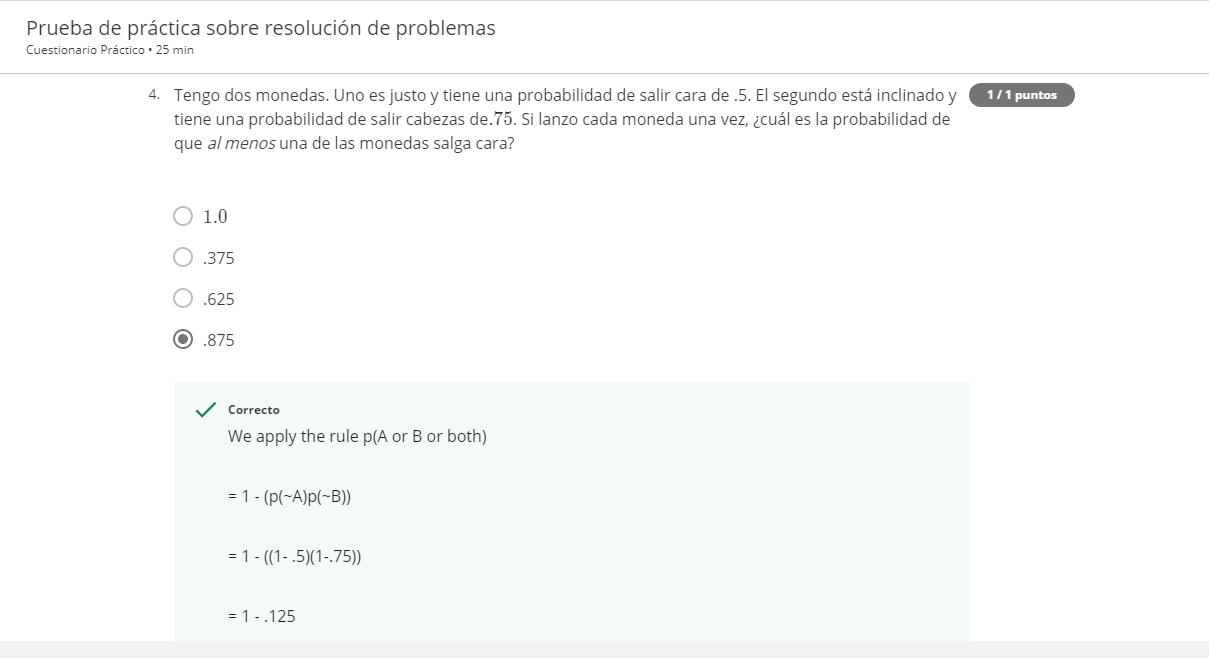 Prueba de práctica sobre resolución de problemas
Cuestionario Práctico • 25 min
4. Tengo dos monedas. Uno es justo y tiene una probabilidad de salir cara de .5. El segundo está inclinado y
1 / 1 puntos
tiene una probabilidad de salir cabezas de.75. Si lanzo cada moneda una vez, ¿cuál es la probabilidad de
que al menos una de las monedas salga cara?
1.0
.375
.625
.875
Correcto
We apply the rule p(A or B or both)
= 1 - (p(~A)p(~B))
= 1 - ((1- .5)(1-.75))
= 1 - .125